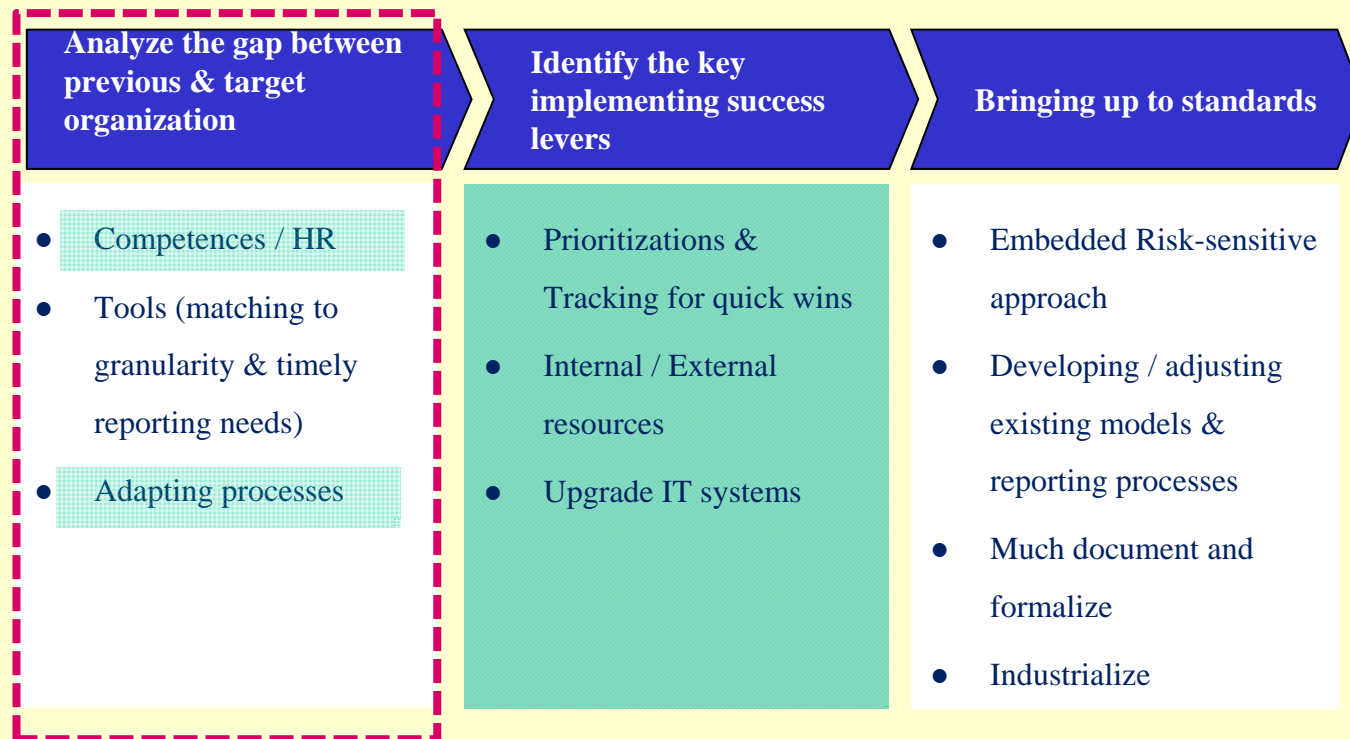 Analyze the gap between
previous & target
organization
Identify the key
implementing success
levers
Bringing up to standards
● Competences / HR
● Tools (matching to
granularity & timely
reporting needs)
● Adapting processes
● Prioritizations &
Tracking for quick wins
● Internal / External
resources
● Upgrade IT systems
● Embedded Risk-sensitive
approach
● Developing / adjusting
existing models &
reporting processes
● Much document and
formalize
● Industrialize